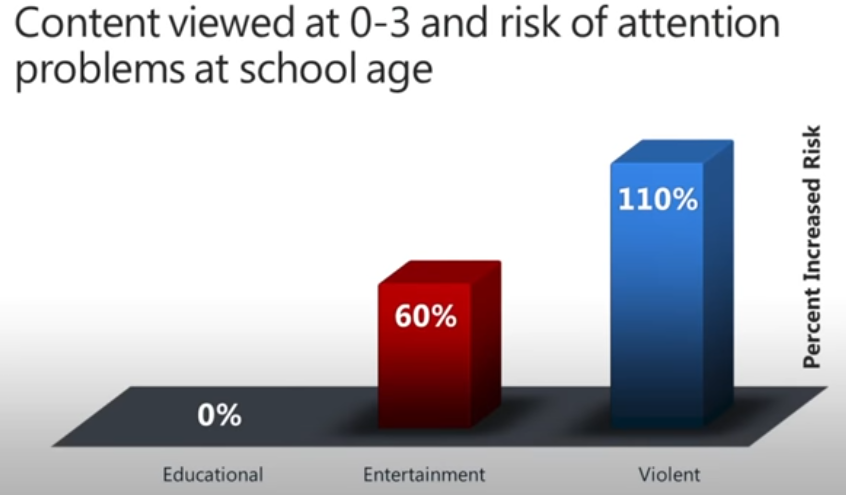 Content viewed at 0-3 and risk of attention
problems at school age
110%
60%
0%
Percent Increased Risk
Educational
Entertainment
Violent